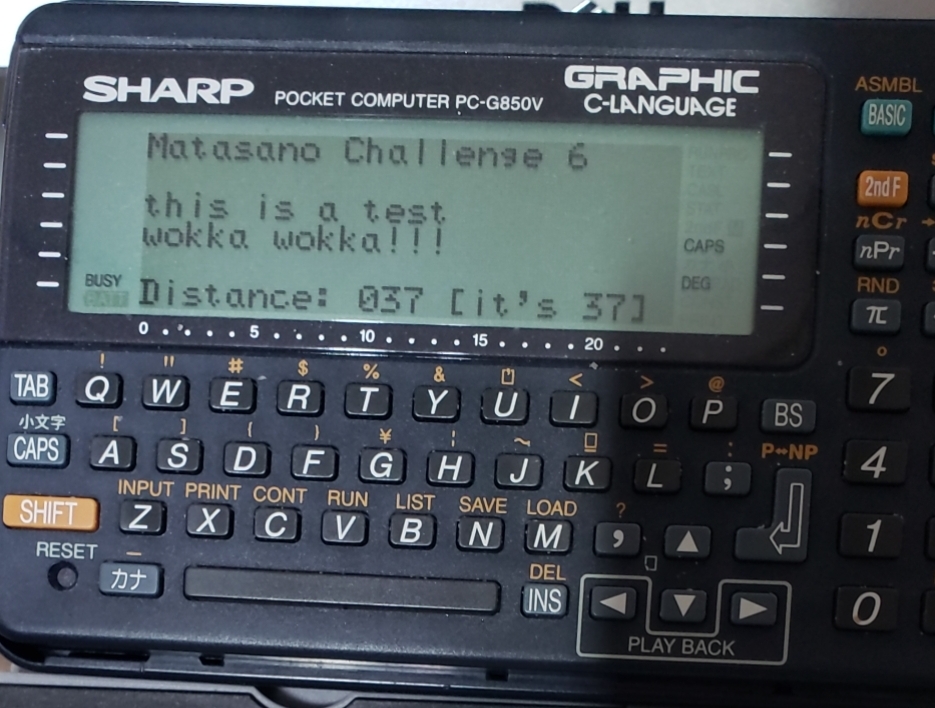 DELL
SHARP POCKET COMPUTER PC-G850V GRAPHIC
C-LANGUAGE
Matasano Challenge 6
this is a test
wokka wokka!!!
CAPS
BUSY
BATT
DEG
Distance: 037 [it's 37]
0 5 10 15 20
ASMBL
BASIC
2nd F
nCr
nPr
RND
π
! " # $ % & < > @
TAB Q W E R T Y U I O P BS 7
小文字 [ ] { } ¥ ¦ ~ = : P↔NP
CAPS A S D F G H J K L ; 4
INPUT PRINT CONT RUN LIST SAVE LOAD ?
SHIFT Z X C V B N M , ▲ 1
RESET – DEL
カナ INS ◀ ▼ ▶ 0
PLAY BACK